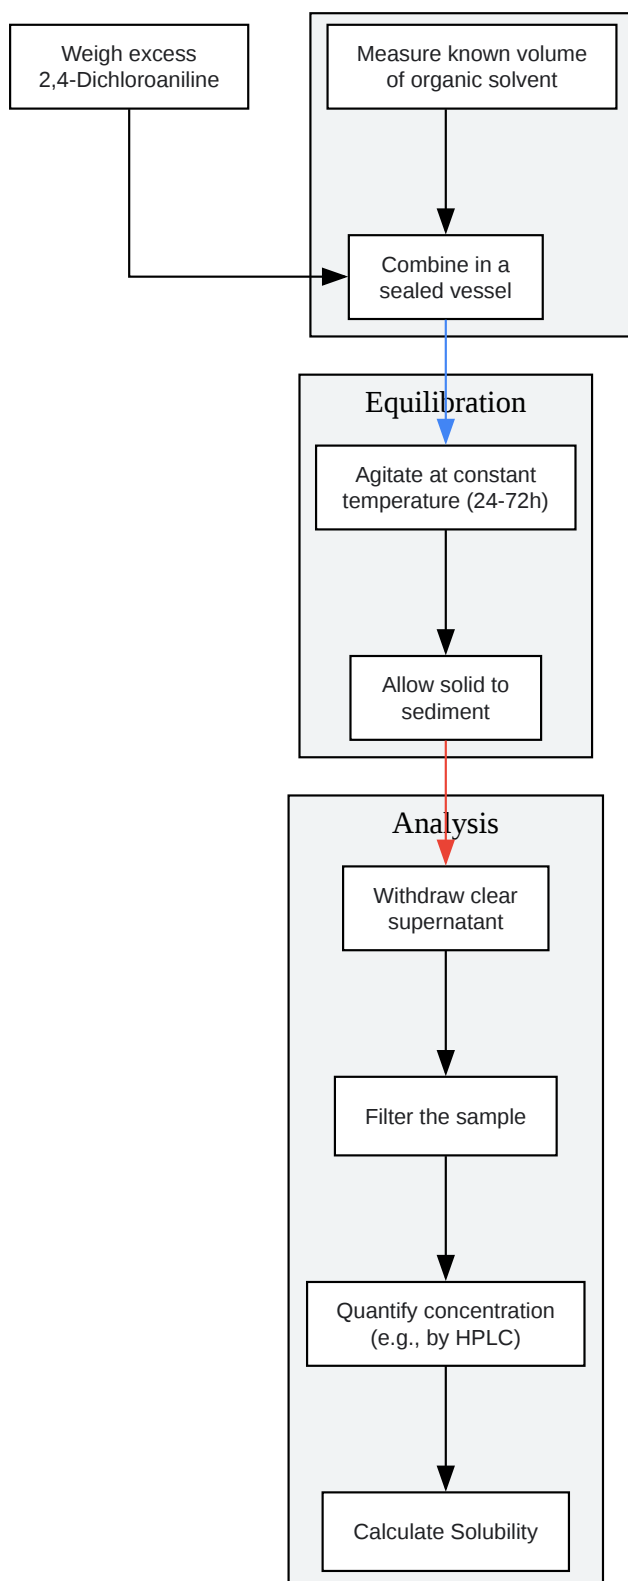 Weigh excess
2,4-Dichloroaniline
Measure known volume
of organic solvent
Combine in a
sealed vessel
Equilibration
Agitate at constant
temperature (24-72h)
Allow solid to
sediment
Analysis
Withdraw clear
supernatant
Filter the sample
Quantify concentration
(e.g., by HPLC)
Calculate Solubility